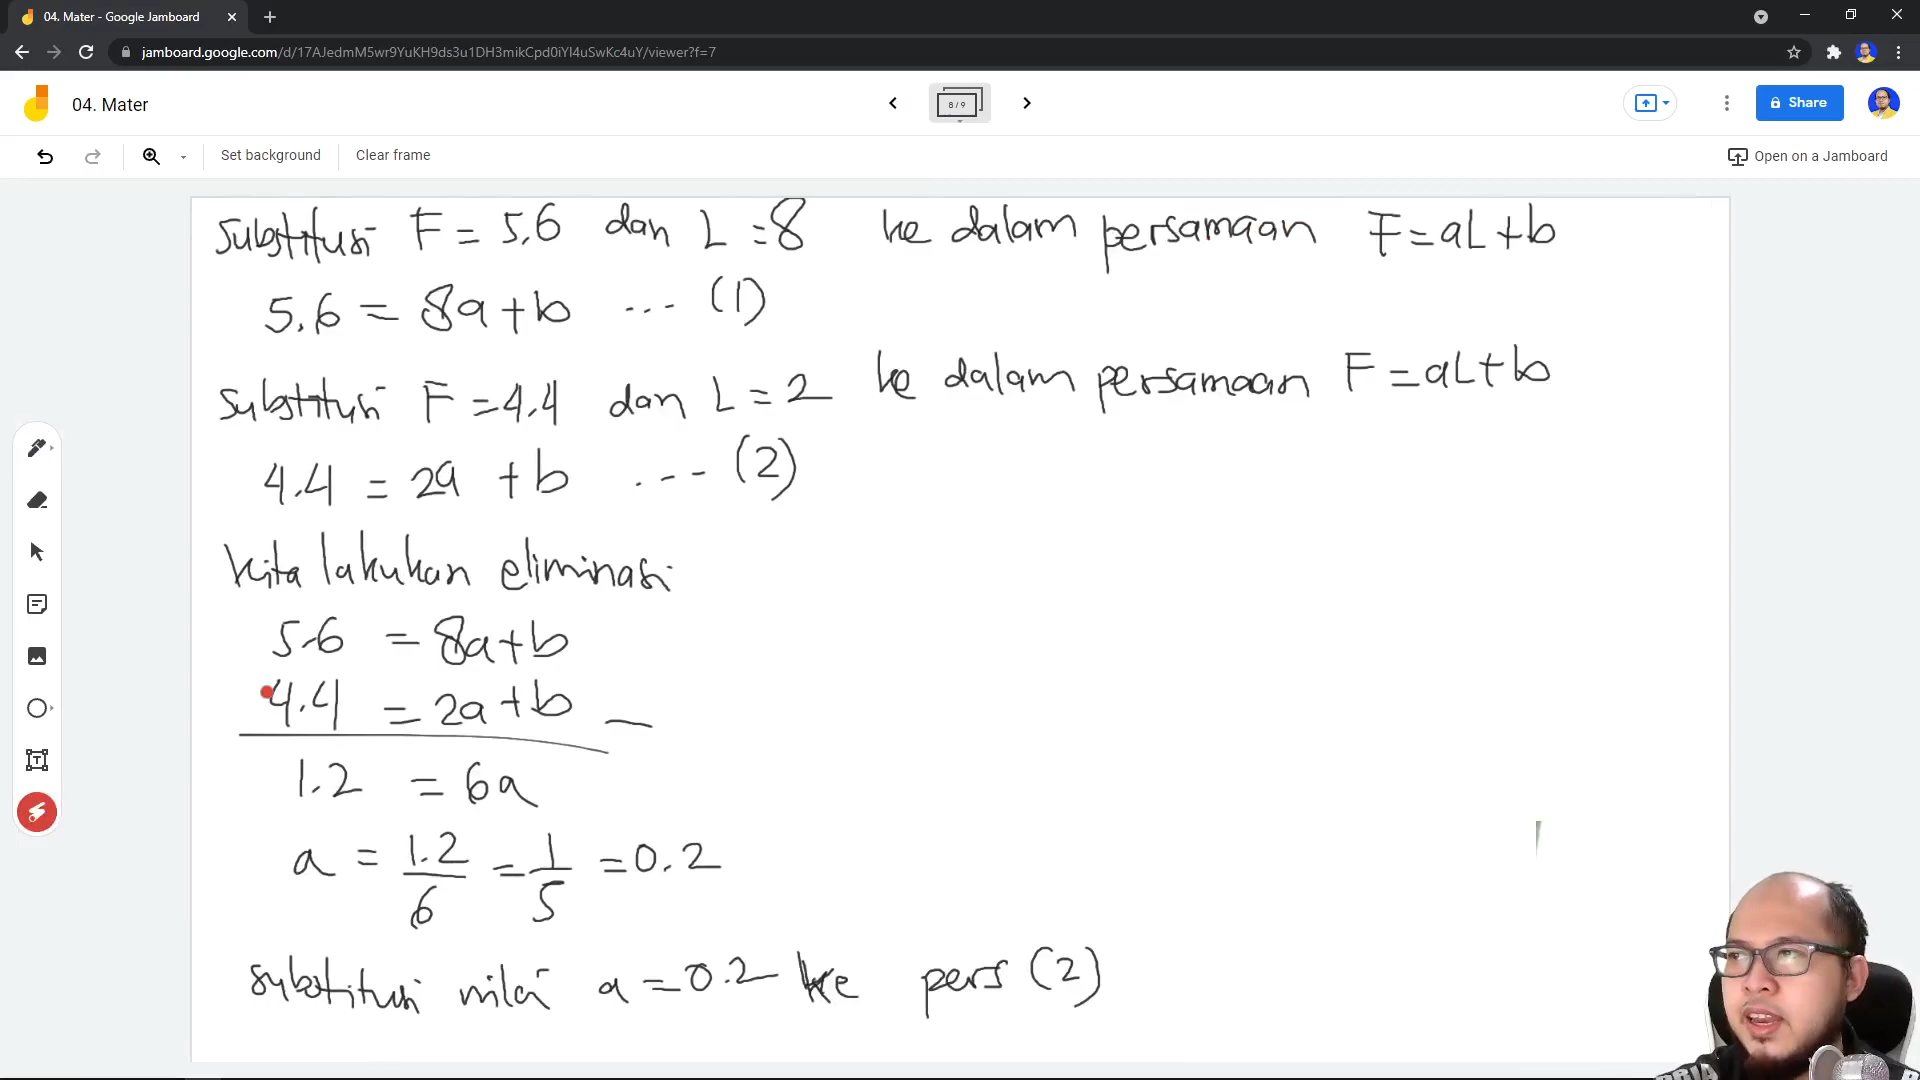 04. Mater - Google Jamboard
jamboard.google.com/d/17AJedmM5wr9YuKH9ds3u1DH3mikCpd0iYI4uSwKc4uY/viewer?f=7
04. Mater
8 / 9
Share
Set background
Clear frame
Open on a Jamboard
Substitusi F = 5.6 dan L = 8 ke dalam persamaan F = aL + b
5.6 = 8a + b ... (1)
Substitusi F = 4.4 dan L = 2 ke dalam persamaan F = aL + b
4.4 = 2a + b ... (2)
Kita lakukan eliminasi
5.6 = 8a + b
4.4 = 2a + b —
1.2 = 6a
a = 1.2/6 = 1/5 = 0.2
substitusi nilai a = 0.2 ke pers (2)